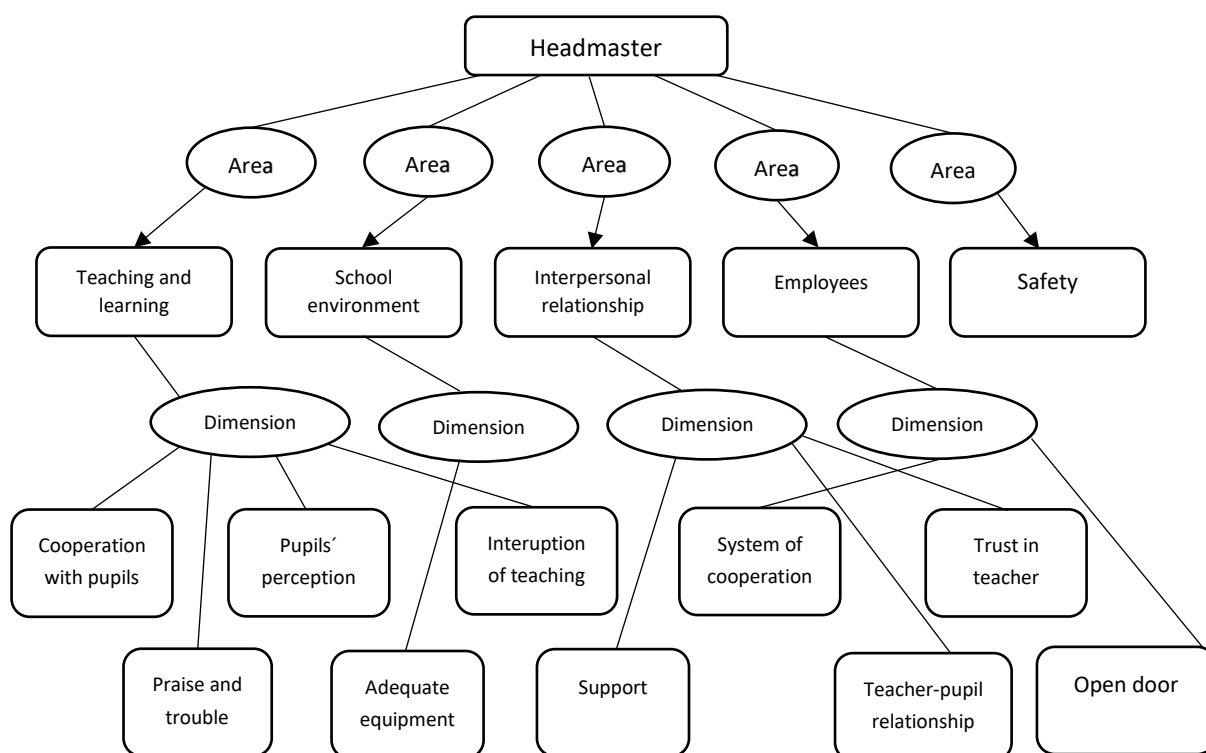 Headmaster
Area
Area
Area
Area
Area
Teaching and
learning
School
environment
Interpersonal
relationship
Employees
Safety
Dimension
Dimension
Dimension
Dimension
Cooperation
with pupils
Pupils´
perception
Interuption
of teaching
System of
cooperation
Trust in
teacher
Praise and
trouble
Adequate
equipment
Support
Teacher-pupil
relationship
Open door